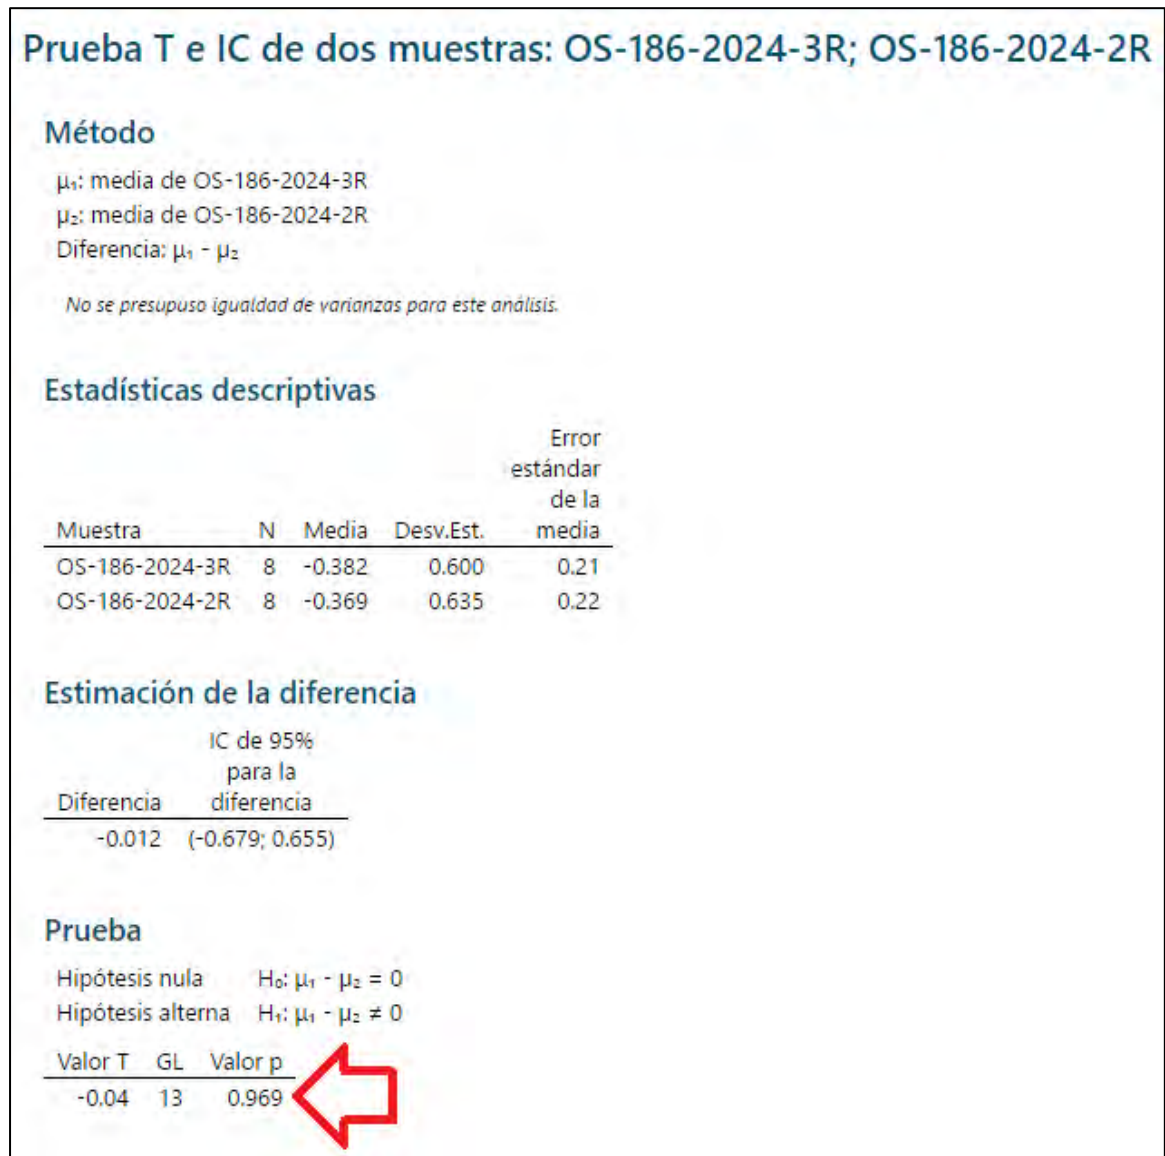 Prueba T e IC de dos muestras: OS-186-2024-3R; OS-186-2024-2R
Método
μ₁: media de OS-186-2024-3R
μ₂: media de OS-186-2024-2R
Diferencia: μ₁ - μ₂
No se presupuso igualdad de varianzas para este análisis.
Estadísticas descriptivas
Error
estándar
de la
Muestra N Media Desv.Est. media
OS-186-2024-3R 8 -0.382 0.600 0.21
OS-186-2024-2R 8 -0.369 0.635 0.22
Estimación de la diferencia
IC de 95%
para la
Diferencia diferencia
-0.012 (-0.679; 0.655)
Prueba
Hipótesis nula H₀: μ₁ - μ₂ = 0
Hipótesis alterna H₁: μ₁ - μ₂ ≠ 0
Valor T GL Valor p
-0.04 13 0.969